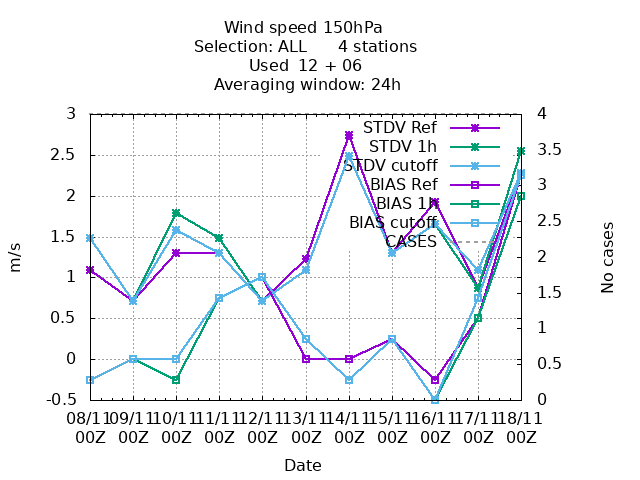 Wind speed 150hPa
Selection: ALL 4 stations
Used 12 + 06
Averaging window: 24h
3
2.5
2
1.5
1
0.5
0
-0.5
m/s
4
3.5
3
2.5
2
1.5
1
0.5
0
No cases
STDV Ref
STDV 1h
STDV cutoff
BIAS Ref
BIAS 1h
BIAS cutoff
CASES
08/11 09/11 10/11 11/11 12/11 13/11 14/11 15/11 16/11 17/11 18/11
00Z 00Z 00Z 00Z 00Z 00Z 00Z 00Z 00Z 00Z 00Z
Date